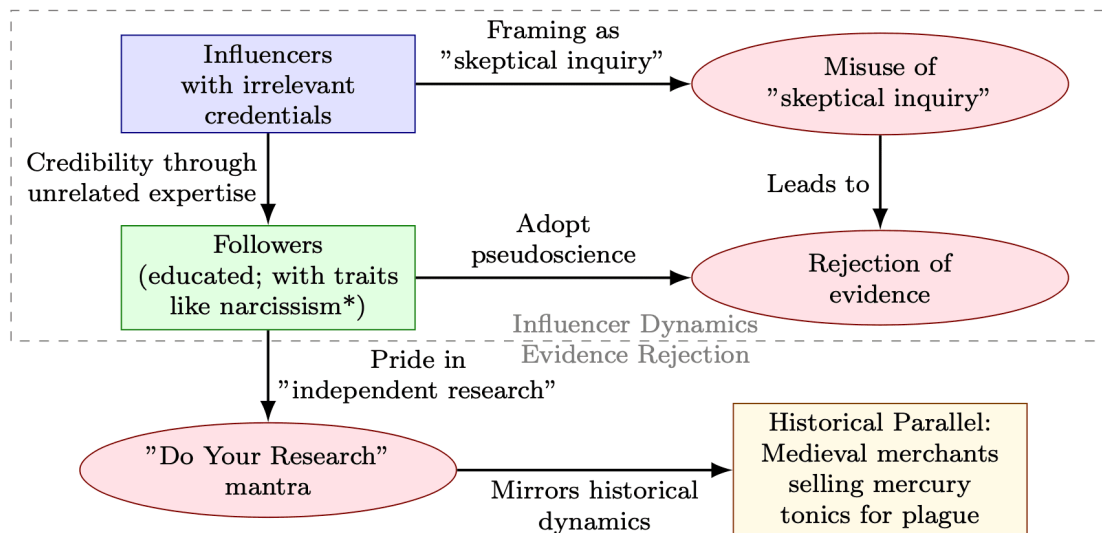 Influencers
with irrelevant
credentials
Framing as
”skeptical inquiry”
Misuse of
”skeptical inquiry”
Credibility through
unrelated expertise
Leads to
Followers
(educated; with traits
like narcissism*)
Adopt
pseudoscience
Rejection of
evidence
Influencer Dynamics
Evidence Rejection
Pride in
”independent research”
”Do Your Research”
mantra
Mirrors historical
dynamics
Historical Parallel:
Medieval merchants
selling mercury
tonics for plague